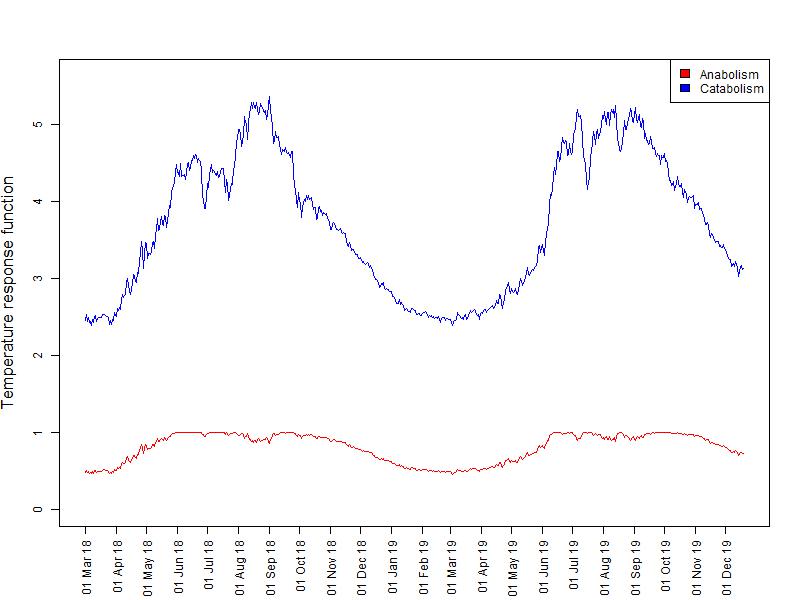 Anabolism
Catabolism
Temperature response function
5
4
3
2
1
0
01 Mar 18
01 Apr 18
01 May 18
01 Jun 18
01 Jul 18
01 Aug 18
01 Sep 18
01 Oct 18
01 Nov 18
01 Dec 18
01 Jan 19
01 Feb 19
01 Mar 19
01 Apr 19
01 May 19
01 Jun 19
01 Jul 19
01 Aug 19
01 Sep 19
01 Oct 19
01 Nov 19
01 Dec 19